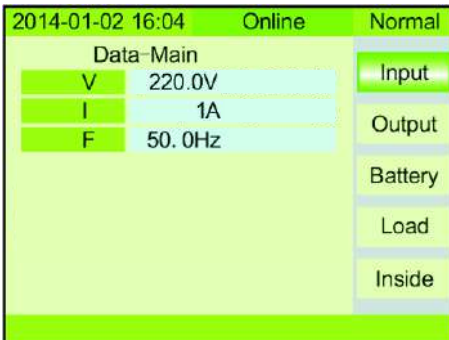 2014-01-02 16:04 Online Normal
Data-Main
V 220.0V
I 1A
F 50.0Hz
Input
Output
Battery
Load
Inside